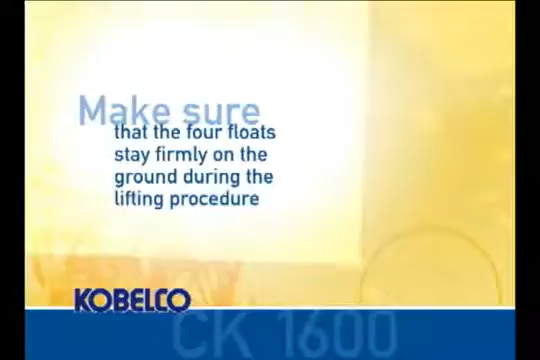 Make sure
that the four floats
stay firmly on the
ground during the
lifting procedure
KOBELCO
CK 1600